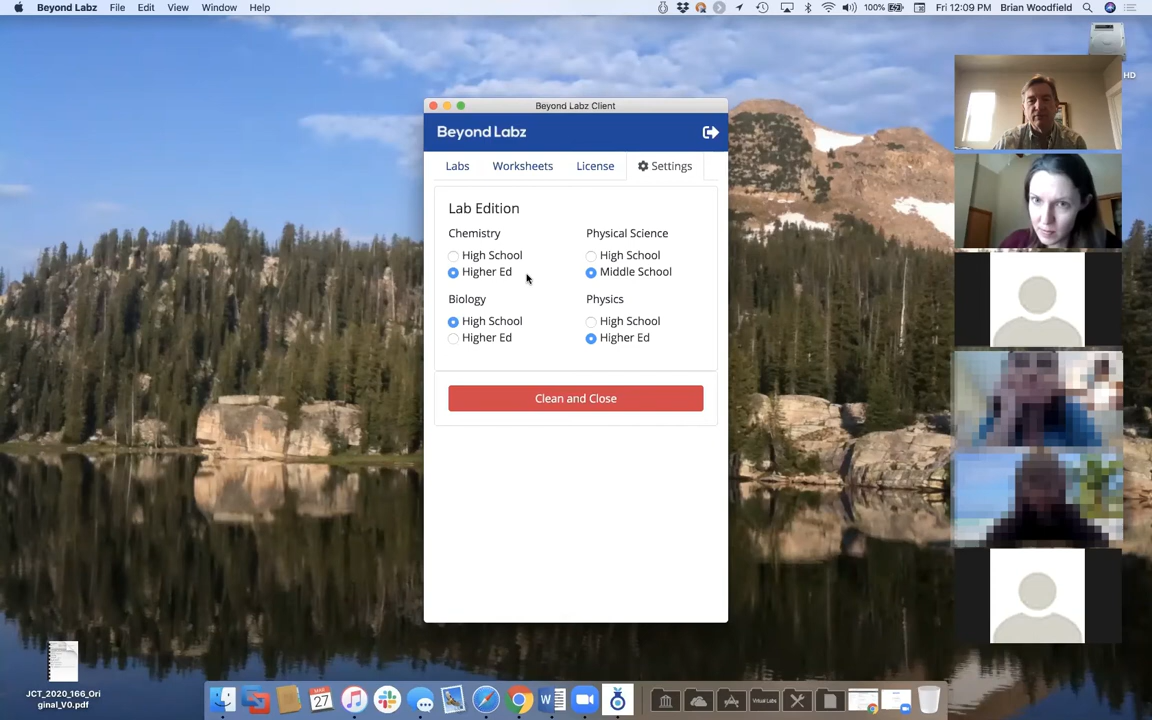 Beyond Labz File Edit View Window Help 100% Fri 12:09 PM Brian Woodfield
HD
Beyond Labz Client
Beyond Labz
Labs Worksheets License Settings
Lab Edition
Chemistry Physical Science
High School High School
Higher Ed Middle School
Biology Physics
High School High School
Higher Ed Higher Ed
Clean and Close
JCT_2020_166_Ori
ginal_V0.pdf
27
Virtual Labs